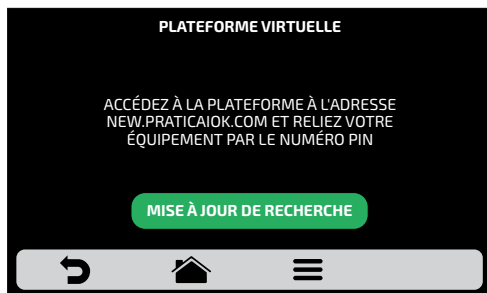 PLATEFORME VIRTUELLE
ACCÉDEZ À LA PLATEFORME À L'ADRESSE
NEW.PRATICAIOK.COM ET RELIEZ VOTRE
ÉQUIPEMENT PAR LE NUMÉRO PIN
MISE À JOUR DE RECHERCHE